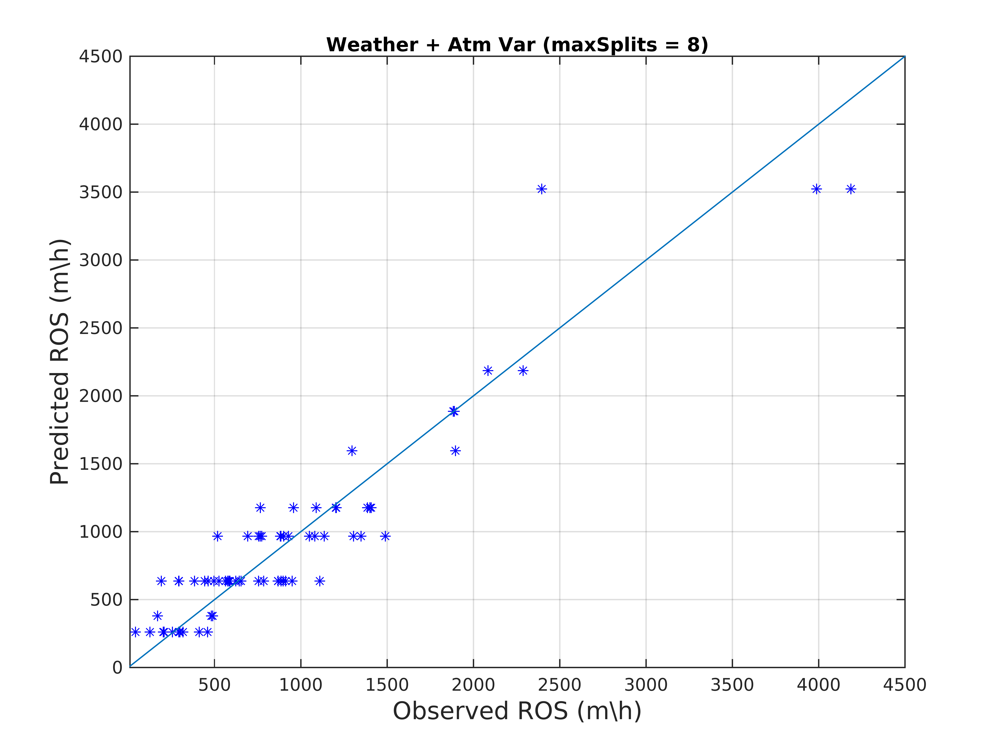 Weather + Atm Var (maxSplits = 8)
4500
4000
3500
3000
2500
2000
1500
1000
500
0
Predicted ROS (m\h)
500 1000 1500 2000 2500 3000 3500 4000 4500
Observed ROS (m\h)